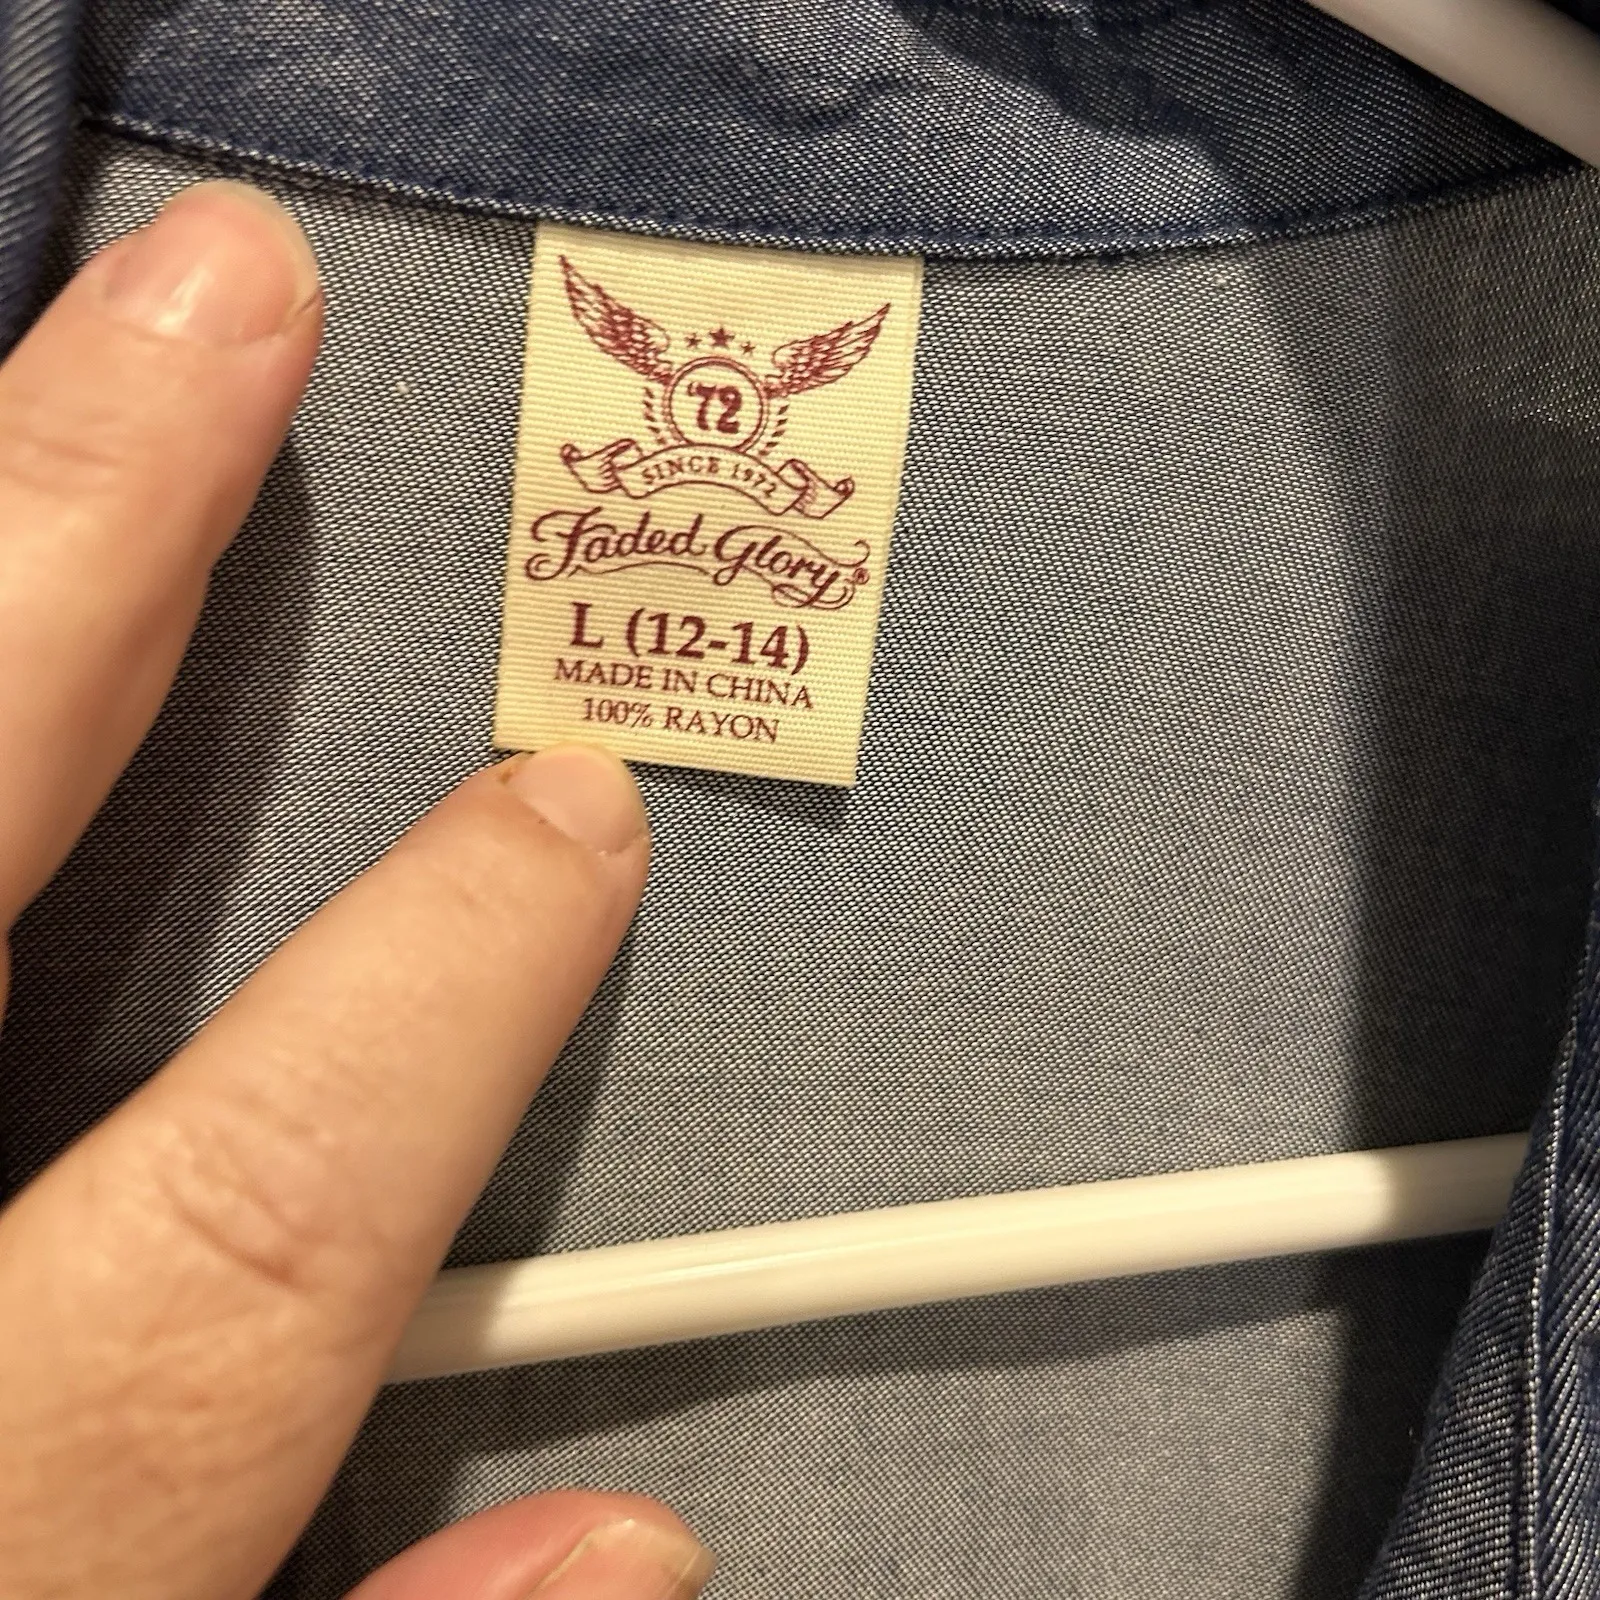 '72
SINCE 1972
Faded Glory®
L (12-14)
MADE IN CHINA
100% RAYON